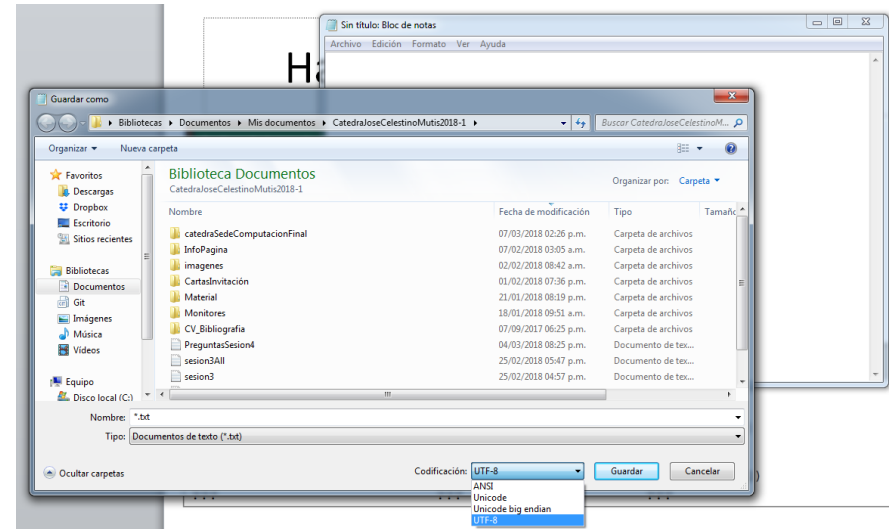 Sin título: Bloc de notas
Archivo Edición Formato Ver Ayuda
Guardar como
Bibliotecas Documentos Mis documentos CatedraJoseCelestinoMutis2018-1
Buscar CatedraJoseCelestinoM...
Organizar Nueva carpeta
Favoritos
Descargas
Dropbox
Escritorio
Sitios recientes
Bibliotecas
Documentos
Git
Imágenes
Música
Vídeos
Equipo
Disco local (C:)
Biblioteca Documentos
CatedraJoseCelestinoMutis2018-1
Organizar por: Carpeta
Nombre Fecha de modificación Tipo Tamaño
catedraSedeComputacionFinal 07/03/2018 02:26 p.m. Carpeta de archivos
InfoPagina 07/02/2018 03:05 a.m. Carpeta de archivos
imagenes 02/02/2018 08:42 a.m. Carpeta de archivos
CartasInvitación 01/02/2018 07:36 p.m. Carpeta de archivos
Material 21/01/2018 08:19 p.m. Carpeta de archivos
Monitores 18/01/2018 09:51 a.m. Carpeta de archivos
CV_Bibliografia 07/09/2017 06:25 p.m. Carpeta de archivos
PreguntasSesion4 04/03/2018 08:25 p.m. Documento de tex...
sesion3All 25/02/2018 05:47 p.m. Documento de tex...
sesion3 25/02/2018 04:57 p.m. Documento de tex...
Nombre: *.txt
Tipo: Documentos de texto (*.txt)
Ocultar carpetas
Codificación: UTF-8
Guardar Cancelar
ANSI
Unicode
Unicode big endian
UTF-8